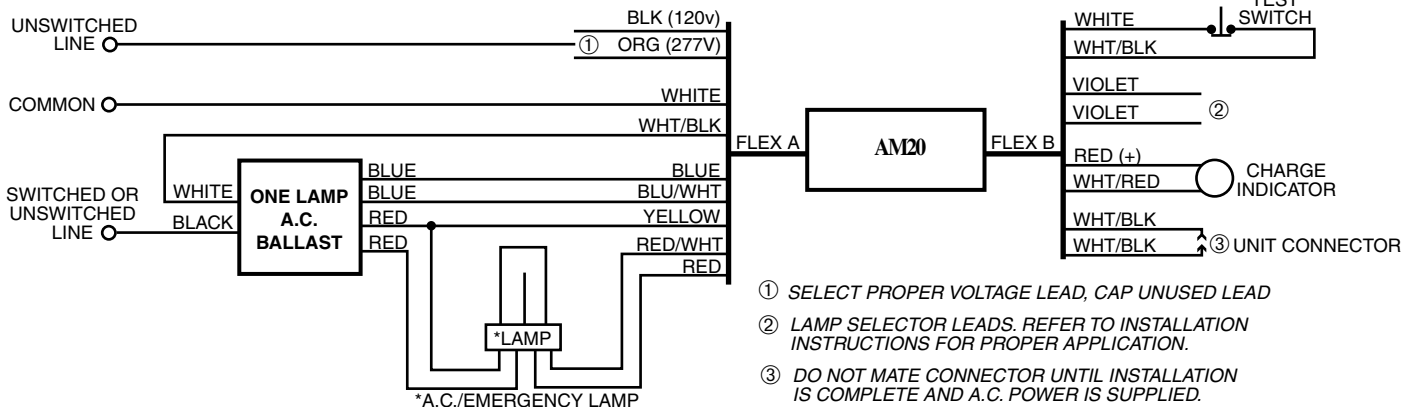 UNSWITCHED
LINE
BLK (120v)
① ORG (277V)
COMMON
WHITE
WHT/BLK
SWITCHED OR
UNSWITCHED
LINE
WHITE
BLACK
ONE LAMP
A.C.
BALLAST
BLUE
BLUE
RED
RED
BLUE
BLU/WHT
YELLOW
RED/WHT
RED
*LAMP
*A.C./EMERGENCY LAMP
FLEX A
AM20
FLEX B
SWITCH
WHITE
WHT/BLK
VIOLET
VIOLET
②
RED (+)
WHT/RED
CHARGE
INDICATOR
WHT/BLK
WHT/BLK
③ UNIT CONNECTOR
① SELECT PROPER VOLTAGE LEAD, CAP UNUSED LEAD
② LAMP SELECTOR LEADS. REFER TO INSTALLATION
INSTRUCTIONS FOR PROPER APPLICATION.
③ DO NOT MATE CONNECTOR UNTIL INSTALLATION
IS COMPLETE AND A.C. POWER IS SUPPLIED.